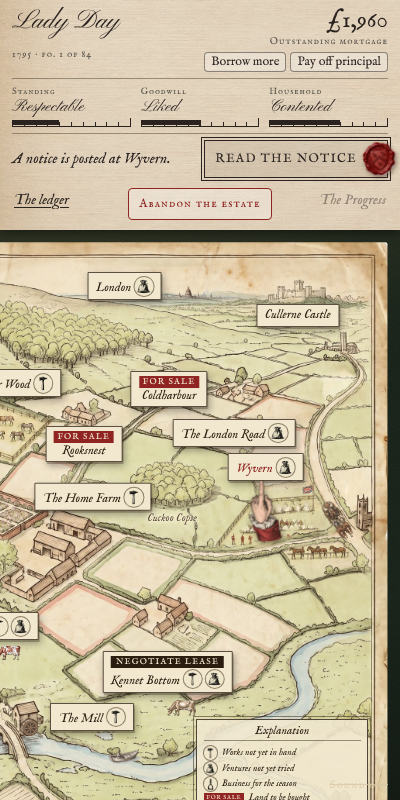 Lady Day
£1,960
Outstanding mortgage
1795 · fo. 1 of 84
Borrow more
Pay off principal
Standing
Goodwill
Household
Respectable
Liked
Contented
A notice is posted at Wyvern.
READ THE NOTICE
The ledger
Abandon the estate
The Progress
London
Cullerne Castle
Wood
FOR SALE
Coldharbour
The London Road
FOR SALE
Rooksnest
Wyvern
The Home Farm
Cuckoo Copse
NEGOTIATE LEASE
Kennet Bottom
The Mill
Explanation
Works not yet in hand
Ventures not yet tried
Business for the season
FOR SALE Land to be bought